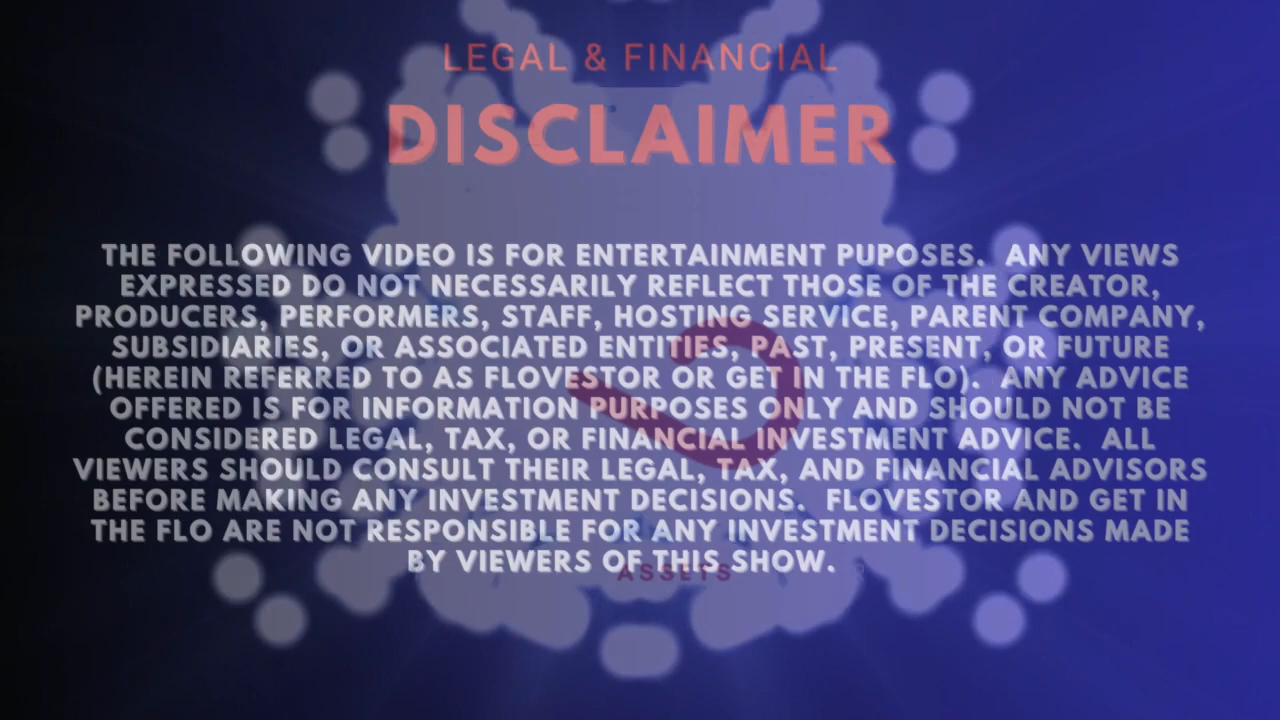 LEGAL & FINANCIAL
DISCLAIMER
THE FOLLOWING VIDEO IS FOR ENTERTAINMENT PUPOSES.  ANY VIEWS
EXPRESSED DO NOT NECESSARILY REFLECT THOSE OF THE CREATOR,
PRODUCERS, PERFORMERS, STAFF, HOSTING SERVICE, PARENT COMPANY,
SUBSIDIARIES, OR ASSOCIATED ENTITIES, PAST, PRESENT, OR FUTURE
(HEREIN REFERRED TO AS FLOVESTOR OR GET IN THE FLO).  ANY ADVICE
OFFERED IS FOR INFORMATION PURPOSES ONLY AND SHOULD NOT BE
CONSIDERED LEGAL, TAX, OR FINANCIAL INVESTMENT ADVICE.  ALL
VIEWERS SHOULD CONSULT THEIR LEGAL, TAX, AND FINANCIAL ADVISORS
BEFORE MAKING ANY INVESTMENT DECISIONS.  FLOVESTOR AND GET IN
THE FLO ARE NOT RESPONSIBLE FOR ANY INVESTMENT DECISIONS MADE
BY VIEWERS OF THIS SHOW.
ASSETS